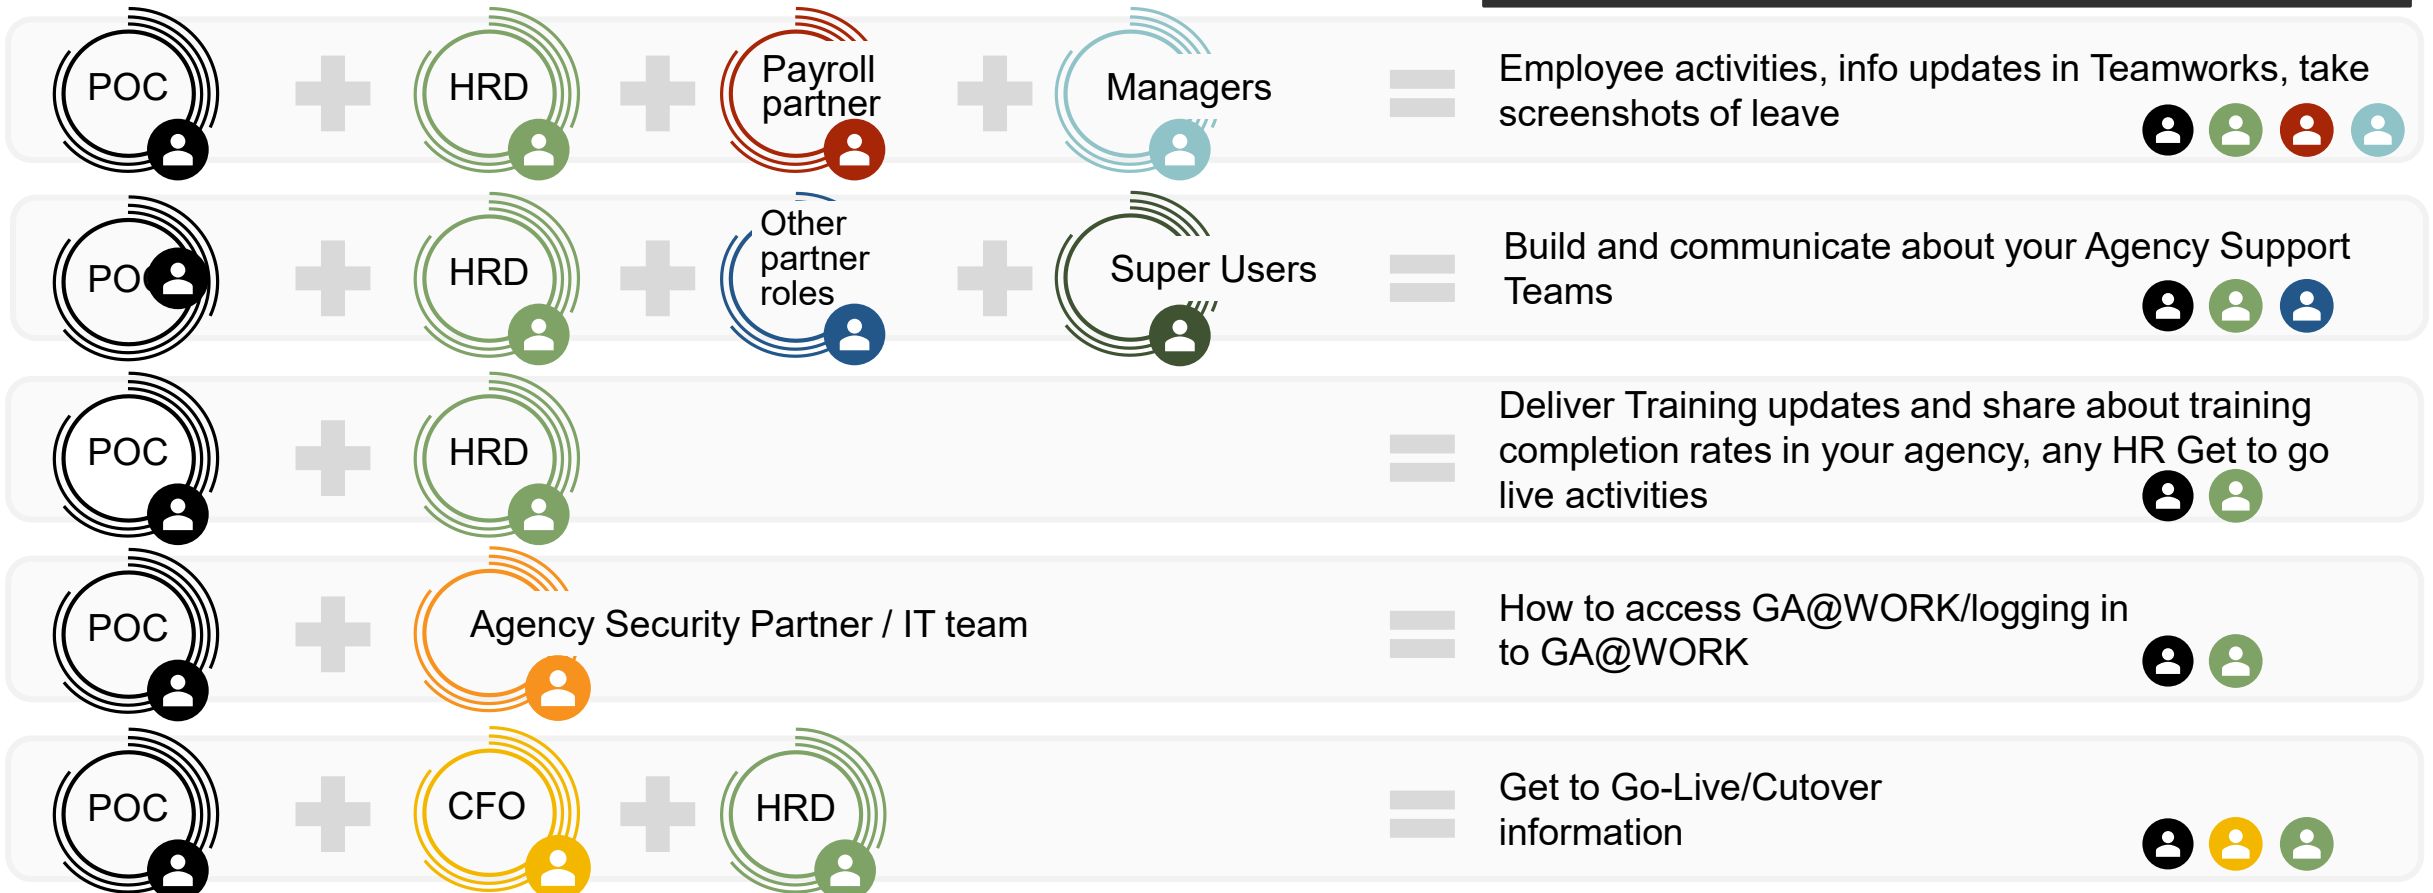 POC
HRD
Payroll
partner
Managers
Employee activities, info updates in Teamworks, take
screenshots of leave
HRD
Other
partner
roles
Super Users
Build and communicate about your Agency Support
Teams
POC
HRD
Deliver Training updates and share about training
completion rates in your agency, any HR Get to go
live activities
POC
Agency Security Partner / IT team
How to access GA@WORK/logging in
to GA@WORK
POC
CFO
HRD
Get to Go-Live/Cutover
information